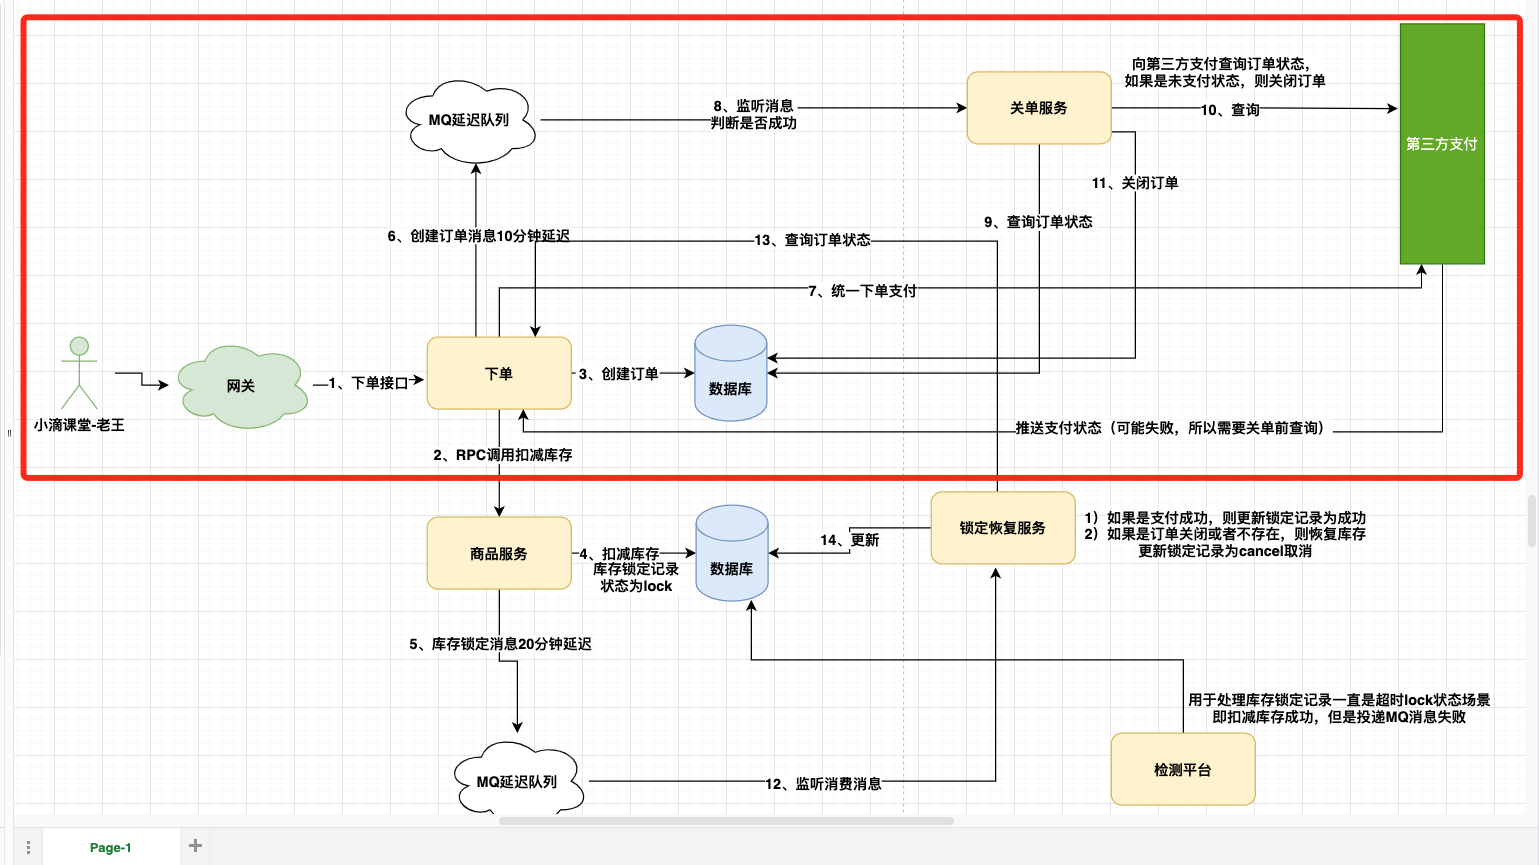 向第三方支付查询订单状态，
如果是未支付状态，则关闭订单
MQ延迟队列
8、监听消息
判断是否成功
关单服务
10、查询
第三方支付
11、关闭订单
9、查询订单状态
6、创建订单消息10分钟延迟
13、查询订单状态
7、统一下单支付
小滴课堂-老王
网关
1、下单接口
下单
3、创建订单
数据库
推送支付状态（可能失败，所以需要关单前查询）
2、RPC调用扣减库存
商品服务
4、扣减库存
库存锁定记录
状态为lock
数据库
14、更新
锁定恢复服务
1）如果是支付成功，则更新锁定记录为成功
2）如果是订单关闭或者不存在，则恢复库存
更新锁定记录为cancel取消
5、库存锁定消息20分钟延迟
用于处理库存锁定记录一直是超时lock状态场景
即扣减库存成功，但是投递MQ消息失败
MQ延迟队列
12、监听消费消息
检测平台
Page-1